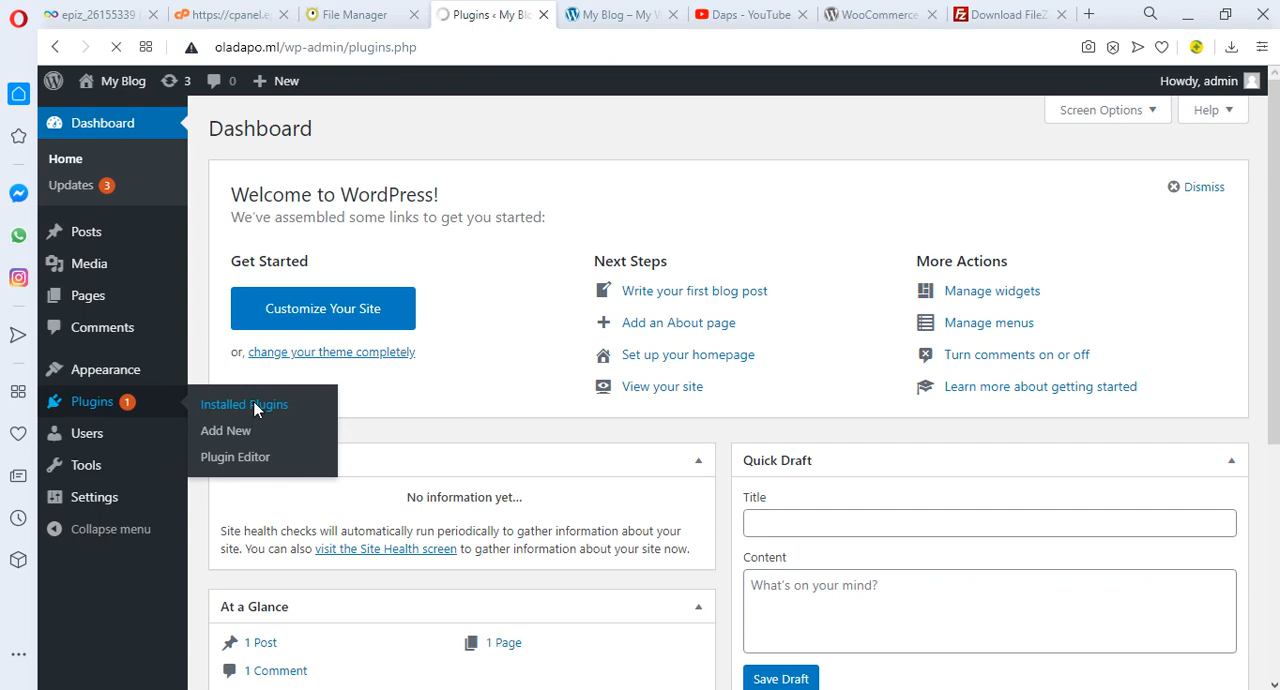 epiz_26155339
https://cpanel.e
File Manager
Plugins ‹ My Blo
My Blog – My W
Daps - YouTube
WooCommerce
Download FileZ
oladapo.ml/wp-admin/plugins.php
My Blog 3 0 New
Howdy, admin
Dashboard
Home
Updates 3
Posts
Media
Pages
Comments
Appearance
Plugins 1
Users
Tools
Settings
Collapse menu
Installed Plugins
Add New
Plugin Editor
Screen Options
Help
Dashboard
Welcome to WordPress!
We've assembled some links to get you started:
Dismiss
Get Started
Customize Your Site
or, change your theme completely
Next Steps
Write your first blog post
Add an About page
Set up your homepage
View your site
More Actions
Manage widgets
Manage menus
Turn comments on or off
Learn more about getting started
No information yet...
Site health checks will automatically run periodically to gather information about your
site. You can also visit the Site Health screen to gather information about your site now.
At a Glance
1 Post
1 Page
1 Comment
Quick Draft
Title
Content
What's on your mind?
Save Draft